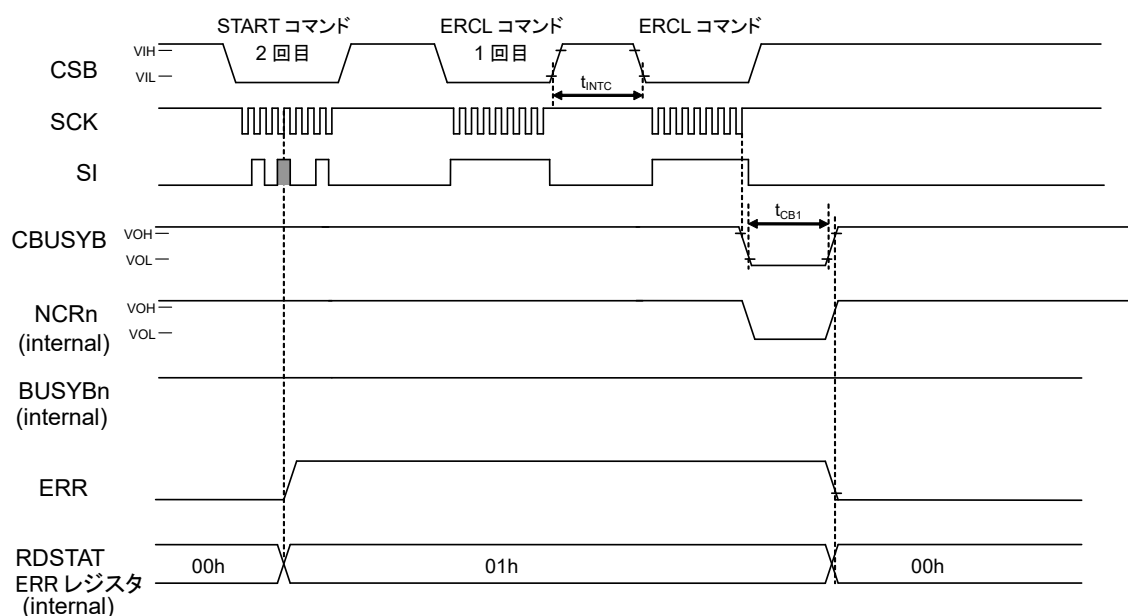 START コマンド
2 回目
ERCL コマンド
1 回目
ERCL コマンド
CSB
VIH
VIL
tINTC
SCK
SI
CBUSYB
VOH
VOL
tCB1
NCRn
(internal)
VOH
VOL
BUSYBn
(internal)
ERR
RDSTAT
ERR レジスタ
(internal)
00h
01h
00h